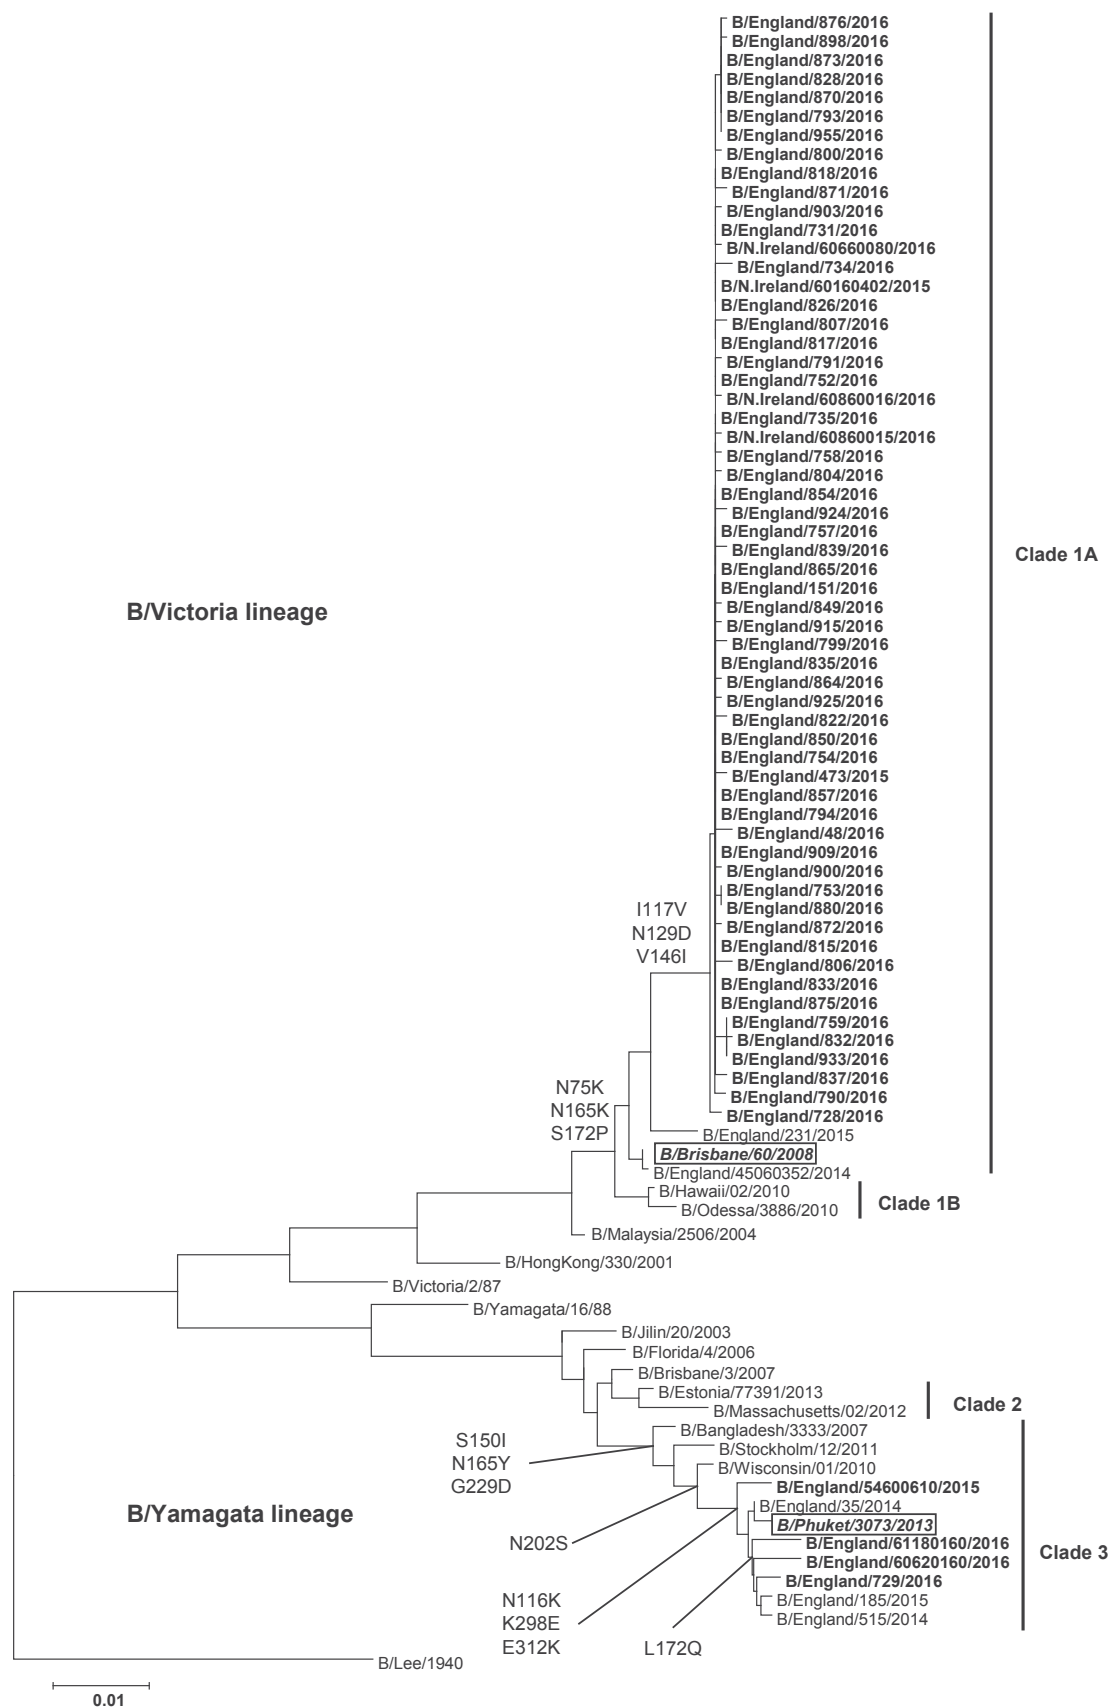 B/England/876/2016
B/England/898/2016
B/England/873/2016
B/England/828/2016
B/England/870/2016
B/England/793/2016
B/England/955/2016
B/England/800/2016
B/England/818/2016
B/England/871/2016
B/England/903/2016
B/England/731/2016
B/N.Ireland/60660080/2016
B/England/734/2016
B/N.Ireland/60160402/2015
B/England/826/2016
B/England/807/2016
B/England/817/2016
B/England/791/2016
B/England/752/2016
B/N.Ireland/60860016/2016
B/England/735/2016
B/N.Ireland/60860015/2016
B/England/758/2016
B/England/804/2016
B/England/854/2016
B/England/924/2016
B/England/757/2016
B/England/839/2016
Clade 1A
B/England/865/2016
B/England/151/2016
B/England/849/2016
B/Victoria lineage
B/England/915/2016
B/England/799/2016
B/England/835/2016
B/England/864/2016
B/England/925/2016
B/England/822/2016
B/England/850/2016
B/England/754/2016
B/England/473/2015
B/England/857/2016
B/England/794/2016
B/England/48/2016
B/England/909/2016
B/England/900/2016
B/England/753/2016
B/England/880/2016
I117V
N129D
V146I
B/England/872/2016
B/England/815/2016
B/England/806/2016
B/England/833/2016
B/England/875/2016
B/England/759/2016
B/England/832/2016
B/England/933/2016
B/England/837/2016
B/England/790/2016
B/England/728/2016
N75K
N165K
S172P
B/England/231/2015
B/Brisbane/60/2008
B/England/45060352/2014
B/Hawaii/02/2010
Clade 1B
B/Odessa/3886/2010
B/Malaysia/2506/2004
B/HongKong/330/2001
B/Victoria/2/87
B/Yamagata/16/88
B/Jilin/20/2003
B/Florida/4/2006
B/Brisbane/3/2007
B/Estonia/77391/2013
Clade 2
B/Massachusetts/02/2012
B/Bangladesh/3333/2007
S150I
N165Y
G229D
B/Stockholm/12/2011
B/Wisconsin/01/2010
B/England/54600610/2015
B/England/35/2014
B/Yamagata lineage
B/Phuket/3073/2013
N202S
B/England/61180160/2016
Clade 3
B/England/60620160/2016
B/England/729/2016
B/England/185/2015
B/England/515/2014
N116K
K298E
E312K
L172Q
B/Lee/1940
0.01